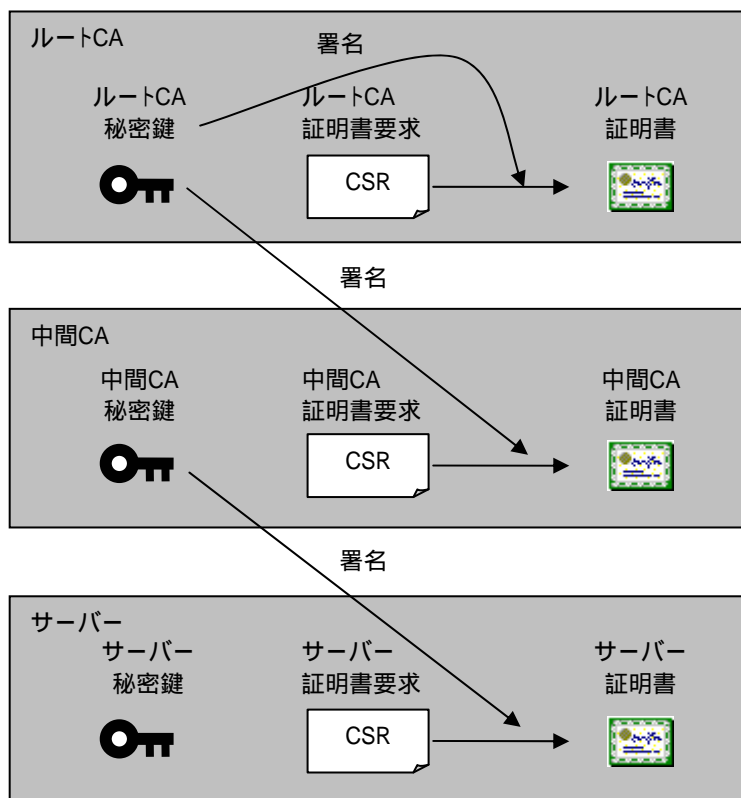 ルートCA
署名
ルートCA
秘密鍵
ルートCA
証明書要求
ルートCA
証明書
CSR
署名
中間CA
中間CA
秘密鍵
中間CA
証明書要求
中間CA
証明書
CSR
署名
サーバー
サーバー
秘密鍵
サーバー
証明書要求
サーバー
証明書
CSR